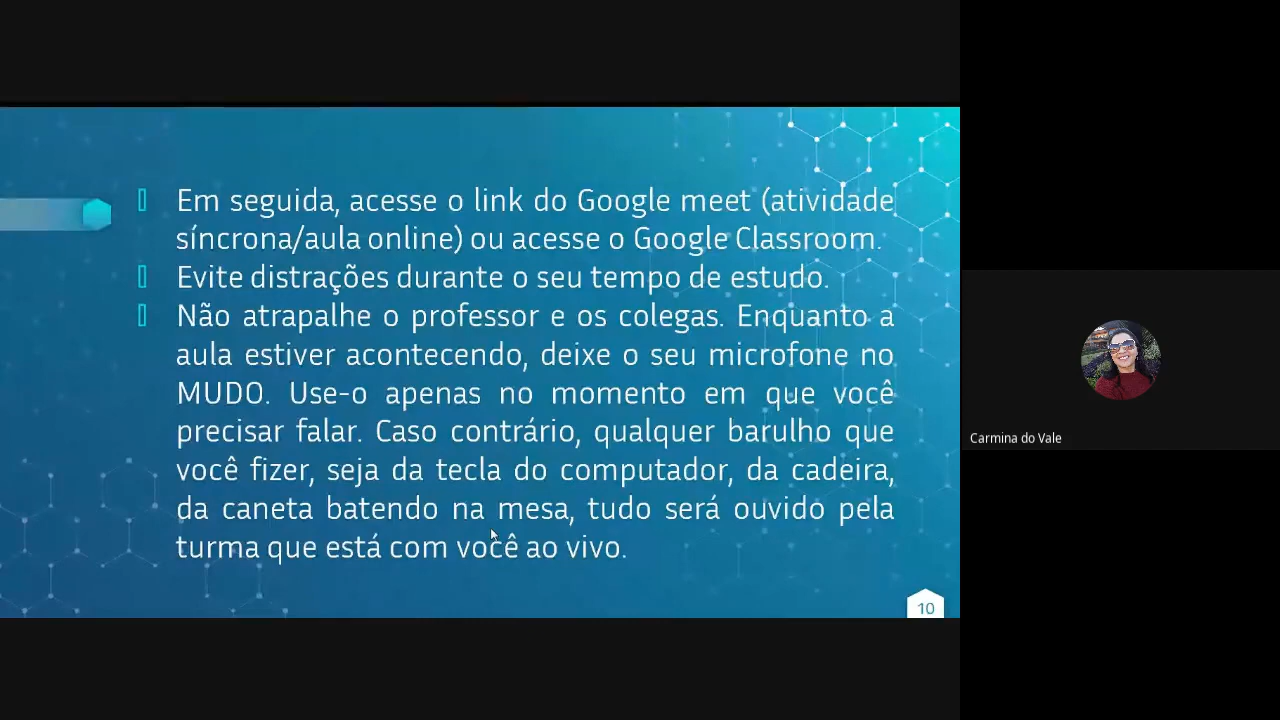 Em seguida, acesse o link do Google meet (atividade
síncrona/aula online) ou acesse o Google Classroom.
Evite distrações durante o seu tempo de estudo.
Não atrapalhe o professor e os colegas. Enquanto a
aula estiver acontecendo, deixe o seu microfone no
MUDO. Use-o apenas no momento em que você
precisar falar. Caso contrário, qualquer barulho que
você fizer, seja da tecla do computador, da cadeira,
da caneta batendo na mesa, tudo será ouvido pela
turma que está com você ao vivo.
10
Carmina do Vale